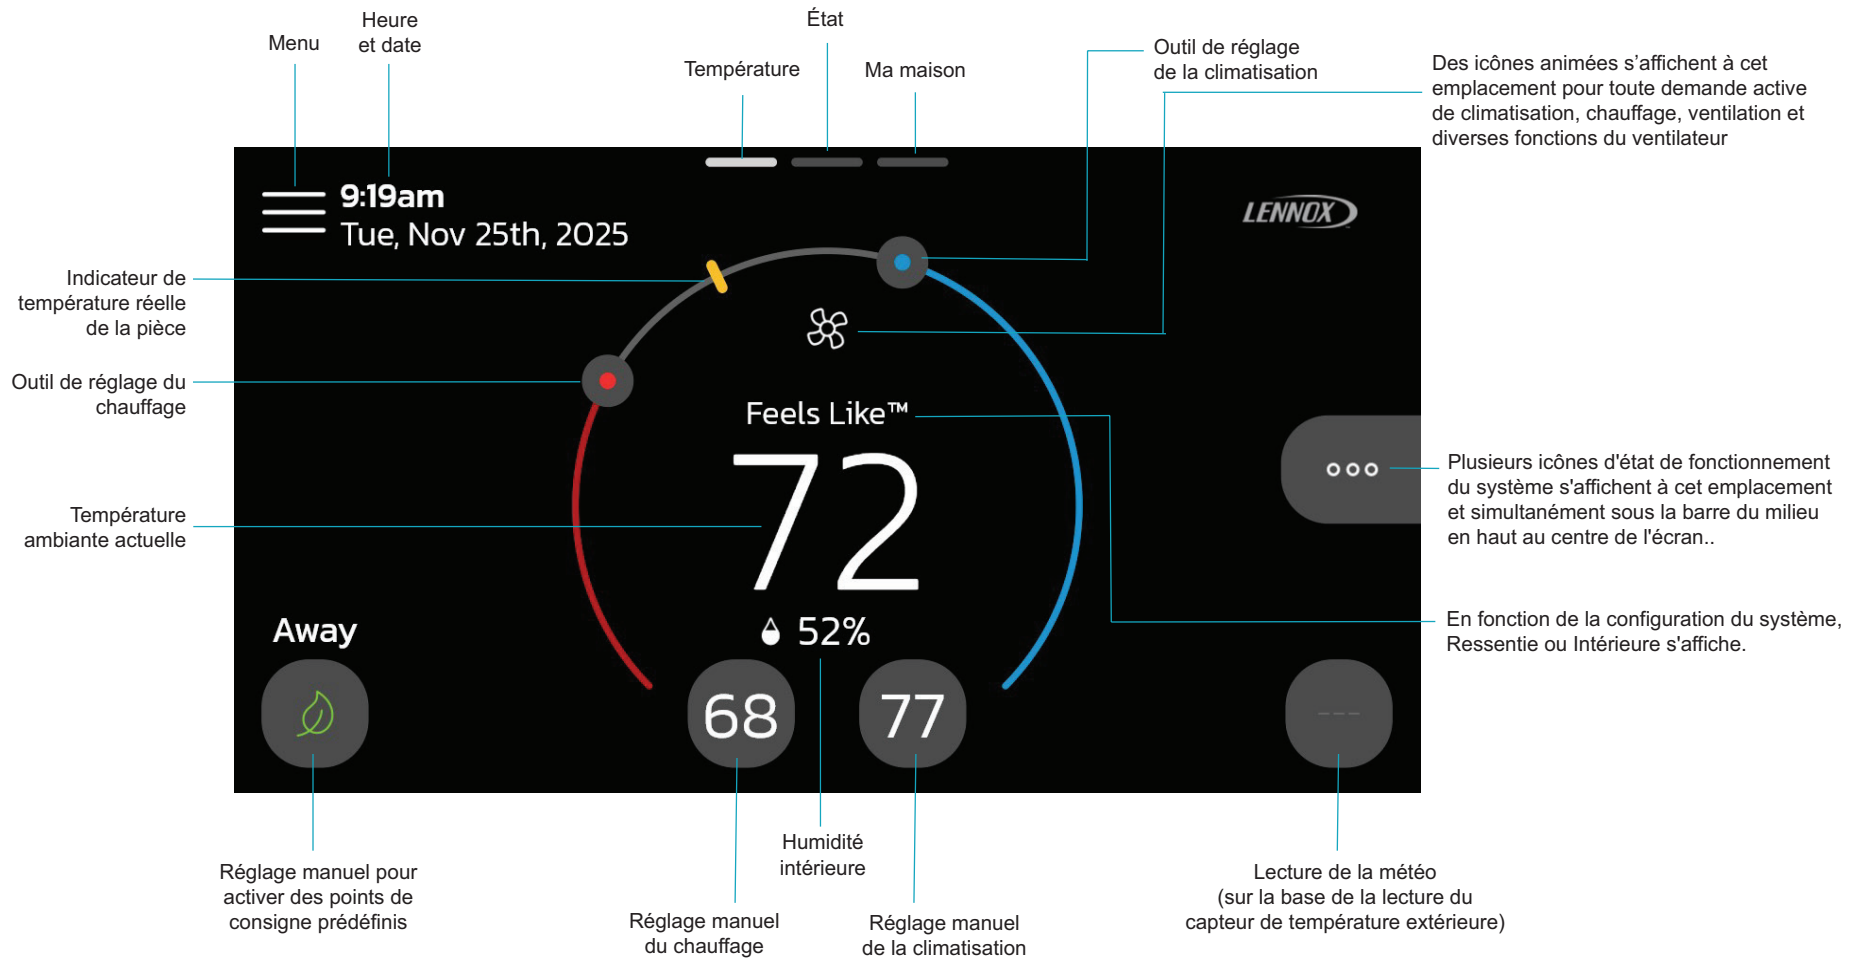 Menu
Heure
et date
État
Température
Ma maison
Outil de réglage
de la climatisation
Des icônes animées s’affichent à cet
emplacement pour toute demande active
de climatisation, chauffage, ventilation et
diverses fonctions du ventilateur
9:19am
Tue, Nov 25th, 2025
LENNOX
Indicateur de
température réelle
de la pièce
Outil de réglage du
chauffage
Feels Like™
72
Température
ambiante actuelle
Plusieurs icônes d'état de fonctionnement
du système s'affichent à cet emplacement
et simultanément sous la barre du milieu
en haut au centre de l'écran..
52%
En fonction de la configuration du système,
Ressentie ou Intérieure s'affiche.
Away
68
77
---
Réglage manuel pour
activer des points de
consigne prédéfinis
Réglage manuel
du chauffage
Humidité
intérieure
Réglage manuel
de la climatisation
Lecture de la météo
(sur la base de la lecture du
capteur de température extérieure)